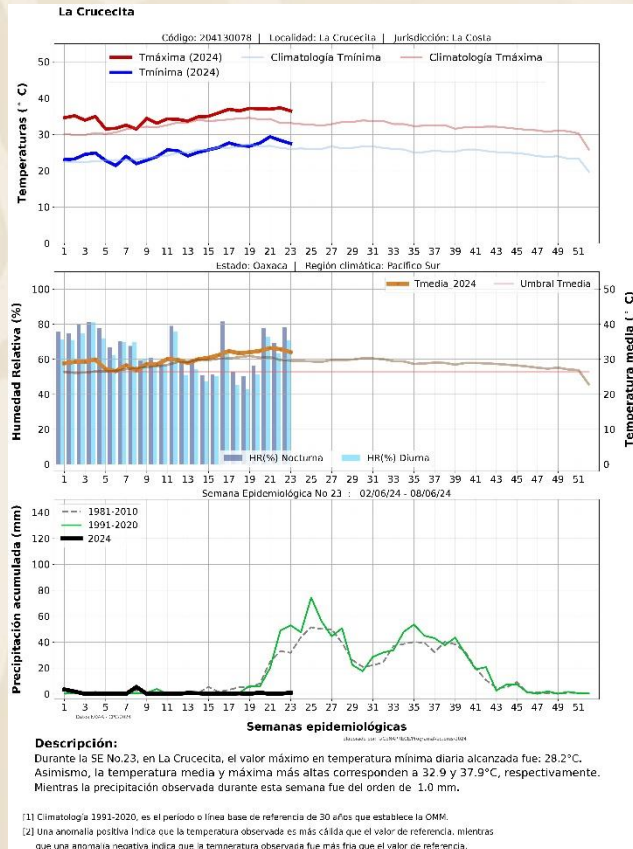 La Crucecita
Código: 204130078 | Localidad: La Crucecita | Jurisdicción: La Costa
Tmáxima (2024)
Tmínima (2024)
Climatología Tmínima
Climatología Tmáxima
Temperaturas (° C)
50
40
30
20
10
0
1 3 5 7 9 11 13 15 17 19 21 23 25 27 29 31 33 35 37 39 41 43 45 47 49 51
Estado: Oaxaca | Región climática: Pacífico Sur
Tmedia_2024
Umbral Tmedia
Humedad Relativa (%)
100
80
60
40
20
0
Temperatura media (° C)
50
40
30
20
10
0
HR(%) Nocturna
HR(%) Diurna
1 3 5 7 9 11 13 15 17 19 21 23 25 27 29 31 33 35 37 39 41 43 45 47 49 51
Semana Epidemiológica No 23 : 02/06/24 - 08/06/24
1981-2010
1991-2020
2024
Precipitación acumulada (mm)
140
120
100
80
60
40
20
0
1 3 5 7 9 11 13 15 17 19 21 23 25 27 29 31 33 35 37 39 41 43 45 47 49 51
Semanas epidemiológicas
Descripción:
Durante la SE No.23, en La Crucecita, el valor máximo en temperatura mínima diaria alcanzada fue: 28.2°C.
Asimismo, la temperatura media y máxima más altas corresponden a 32.9 y 37.9°C, respectivamente.
Mientras la precipitación observada durante esta semana fue del orden de 1.0 mm.
[1] Climatología 1991-2020, es el período o línea base de referencia de 30 años que establece la OMM.
[2] Una anomalía positiva indica que la temperatura observada es más cálida que el valor de referencia, mientras
que una anomalía negativa indica que la temperatura observada fue más fría que el valor de referencia.